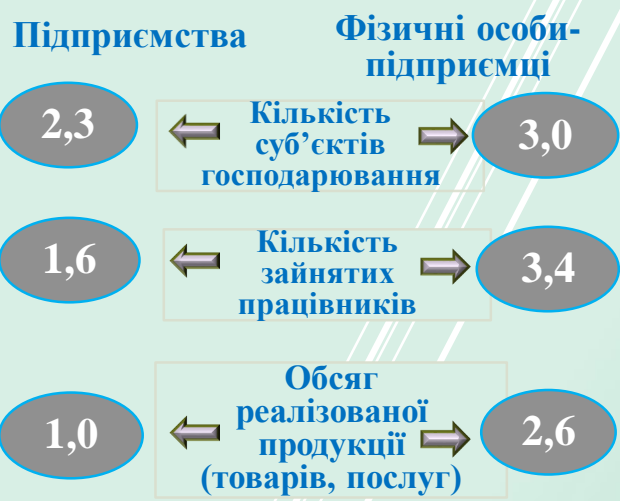 Підприємства
Фізичні особи-
підприємці
2,3
Кількість
суб’єктів
господарювання
3,0
1,6
Кількість
зайнятих
працівників
3,4
1,0
Обсяг
реалізованої
продукції
(товарів, послуг)
2,6